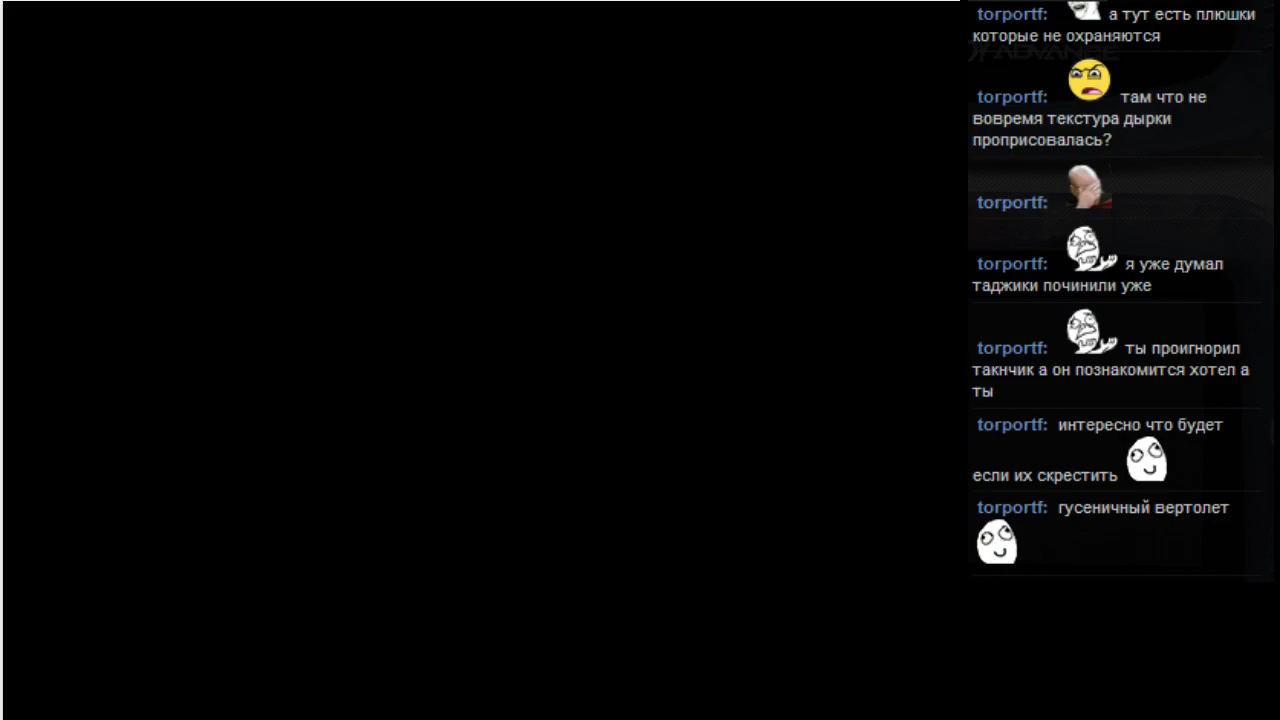 torportf: а тут есть плюшки
которые не охраняются
ADVANCE
torportf: там что не
вовремя текстура дырки
проприсовалась?
torportf:
torportf: я уже думал
таджики починили уже
torportf: ты проигнорил
такнчик а он познакомится хотел а
ты
torportf: интересно что будет
если их скрестить
torportf: гусеничный вертолет